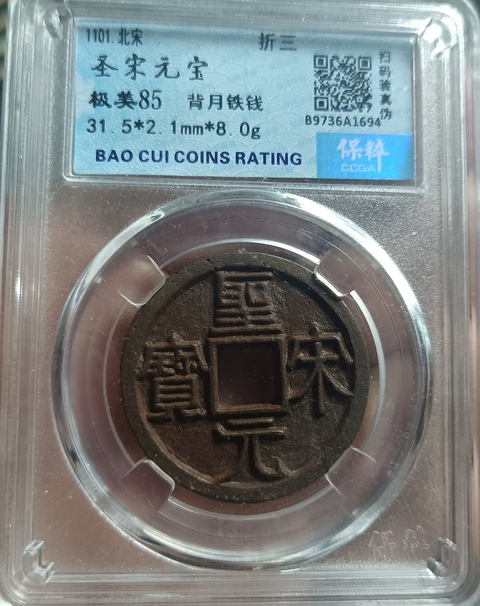 1101.北宋
折三
圣宋元宝
极美85 背月铁钱
31.5*2.1mm*8.0g
BAO CUI COINS RATING
扫码验真伪
B9736A1694
保粹
CCGA
聖宋元寶